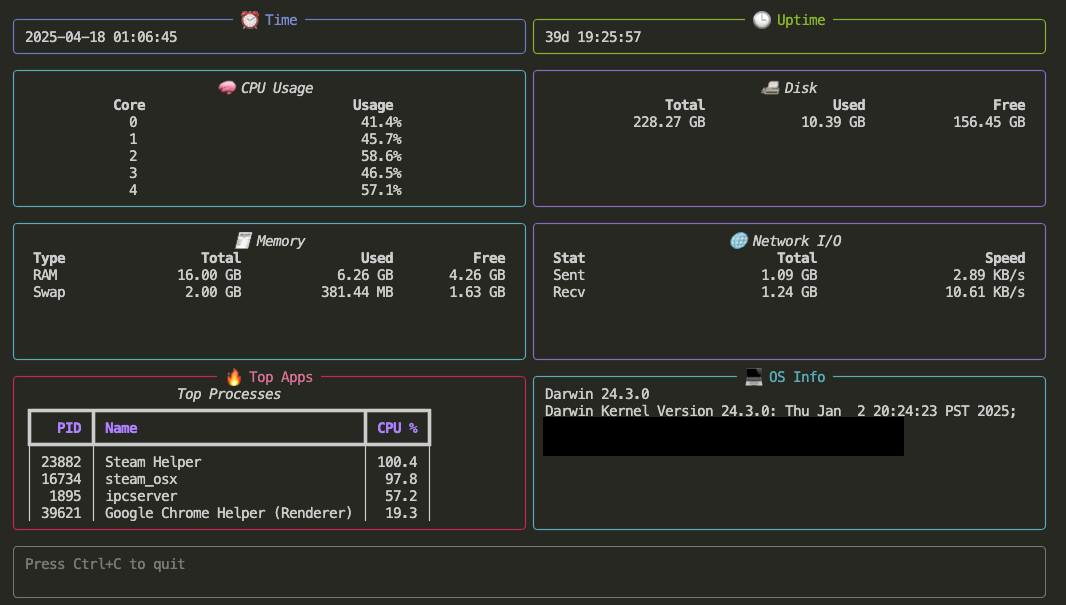 ⏰ Time
2025-04-18 01:06:45
🕒 Uptime
39d 19:25:57
🧠 CPU Usage
Core Usage
0 41.4%
1 45.7%
2 58.6%
3 46.5%
4 57.1%
Disk
Total Used Free
228.27 GB 10.39 GB 156.45 GB
Memory
Type Total Used Free
RAM 16.00 GB 6.26 GB 4.26 GB
Swap 2.00 GB 381.44 MB 1.63 GB
🌐 Network I/O
Stat Total Speed
Sent 1.09 GB 2.89 KB/s
Recv 1.24 GB 10.61 KB/s
🔥 Top Apps
Top Processes
PID Name CPU %
23882 Steam Helper 100.4
16734 steam_osx 97.8
1895 ipcserver 57.2
39621 Google Chrome Helper (Renderer) 19.3
💻 OS Info
Darwin 24.3.0
Darwin Kernel Version 24.3.0: Thu Jan  2 20:24:23 PST 2025;
Press Ctrl+C to quit